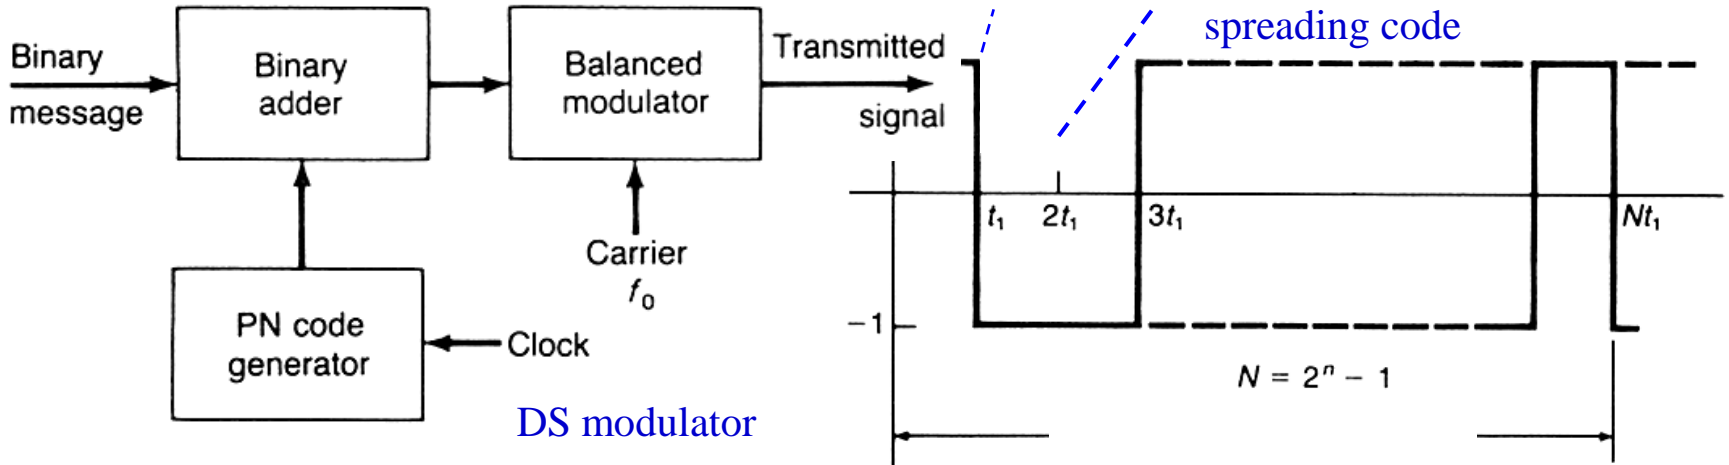 Binary
message
Binary
adder
Balanced
modulator
Transmitted
signal
Carrier
f₀
PN code
generator
Clock
DS modulator
spreading code
t₁
2t₁
3t₁
Nt₁
−1
N = 2ⁿ − 1